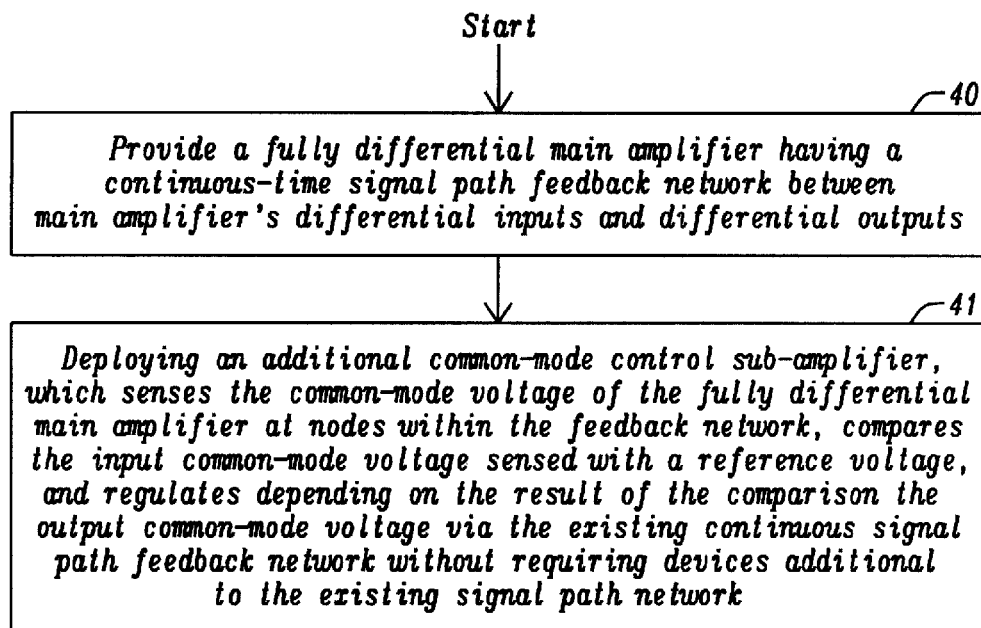 Start
40
Provide a fully differential main amplifier having a
continuous-time signal path feedback network between
main amplifier's differential inputs and differential outputs
41
Deploying an additional common-mode control sub-amplifier,
which senses the common-mode voltage of the fully differential
main amplifier at nodes within the feedback network, compares
the input common-mode voltage sensed with a reference voltage,
and regulates depending on the result of the comparison the
output common-mode voltage via the existing continuous signal
path feedback network without requiring devices additional
to the existing signal path network